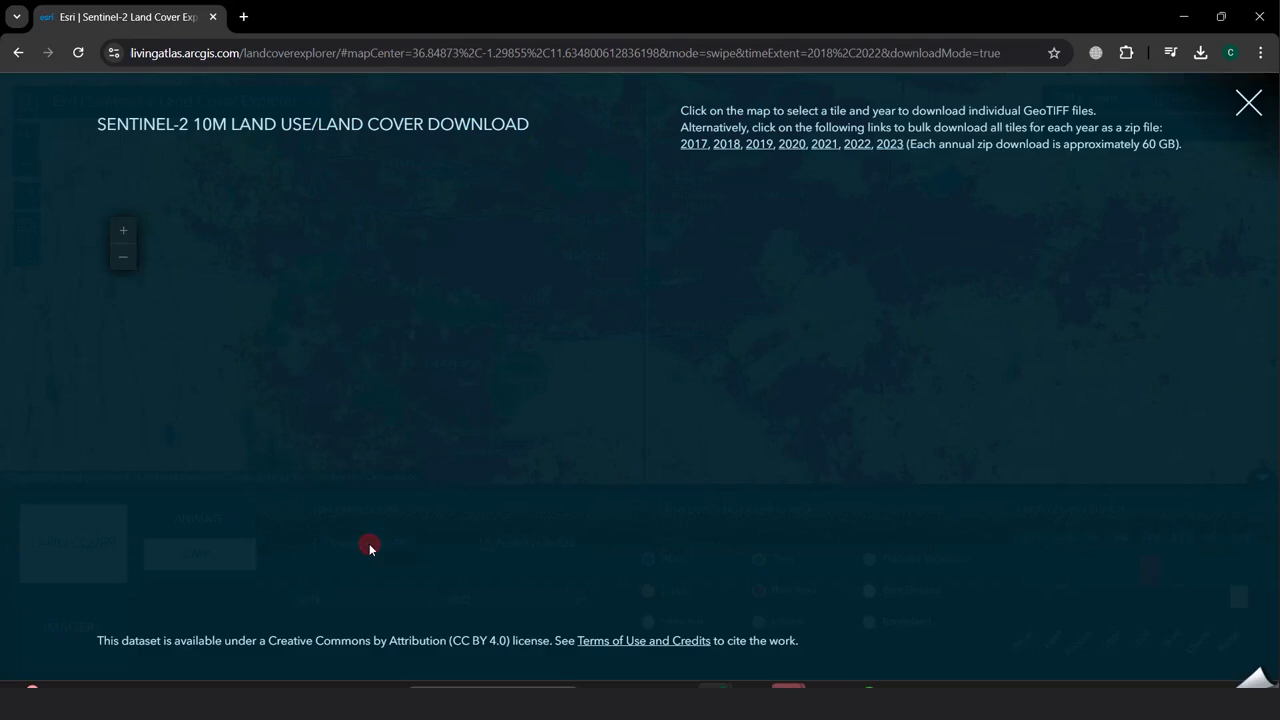 esri Esri | Sentinel-2 Land Cover Exp
livingatlas.arcgis.com/landcoverexplorer/#mapCenter=36.84873%2C-1.29855%2C11.634800612836198&mode=swipe&timeExtent=2018%2C2022&downloadMode=true
C
SENTINEL-2 10M LAND USE/LAND COVER DOWNLOAD
Click on the map to select a tile and year to download individual GeoTIFF files.
Alternatively, click on the following links to bulk download all tiles for each year as a zip file:
2017, 2018, 2019, 2020, 2021, 2022, 2023 (Each annual zip download is approximately 60 GB).
This dataset is available under a Creative Commons by Attribution (CC BY 4.0) license. See Terms of Use and Credits to cite the work.